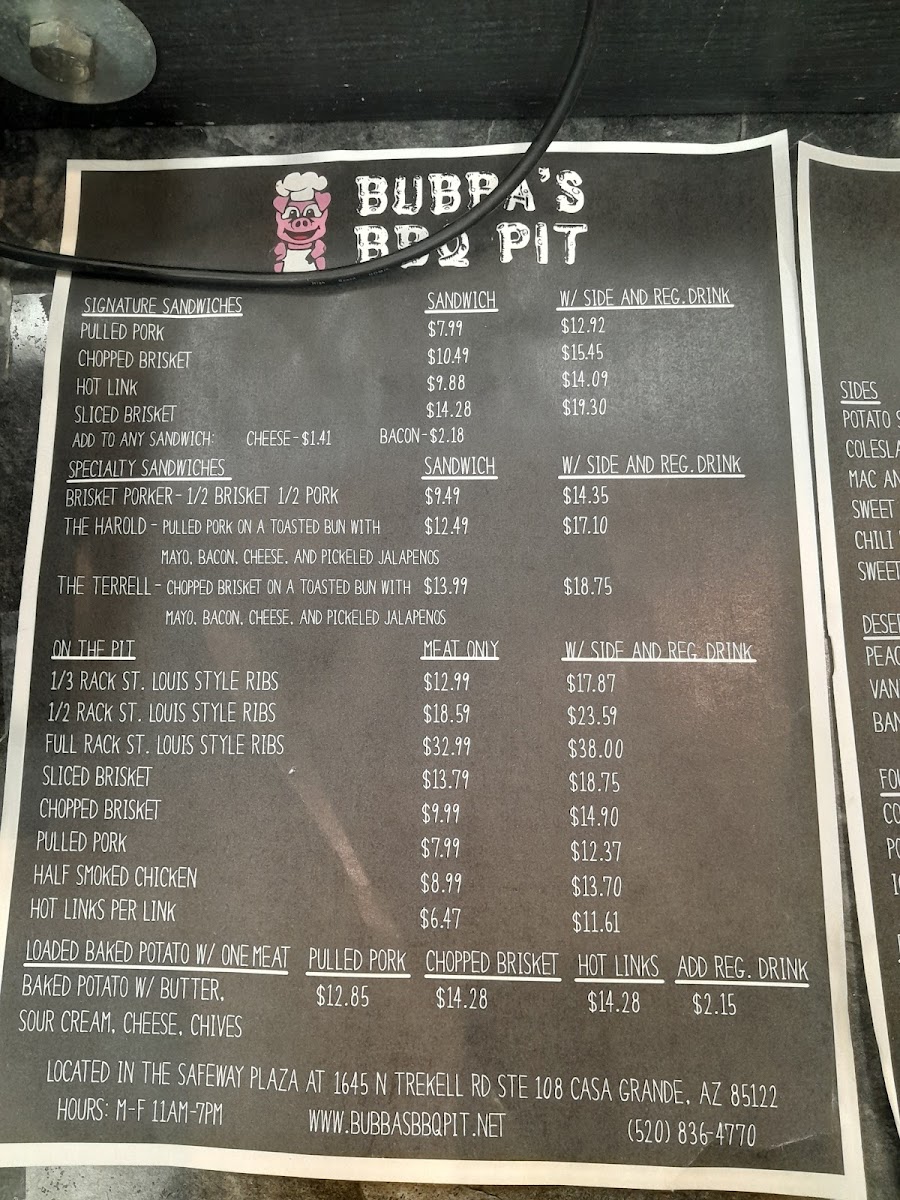 BUBBA'S
BBQ PIT
SIGNATURE SANDWICHES SANDWICH W/ SIDE AND REG. DRINK
PULLED PORK $7.99 $12.92
CHOPPED BRISKET $10.49 $15.45
HOT LINK $9.88 $14.09
SLICED BRISKET $14.28 $19.30
ADD TO ANY SANDWICH: CHEESE-$1.41 BACON-$2.18
SPECIALTY SANDWICHES SANDWICH W/ SIDE AND REG. DRINK
BRISKET PORKER-1/2 BRISKET 1/2 PORK $9.49 $14.35
THE HAROLD - PULLED PORK ON A TOASTED BUN WITH $12.49 $17.10
MAYO, BACON, CHEESE, AND PICKELED JALAPENOS
THE TERRELL - CHOPPED BRISKET ON A TOASTED BUN WITH $13.99 $18.75
MAYO, BACON, CHEESE, AND PICKELED JALAPENOS
ON THE PIT MEAT ONLY W/ SIDE AND REG. DRINK
1/3 RACK ST. LOUIS STYLE RIBS $12.99 $17.87
1/2 RACK ST. LOUIS STYLE RIBS $18.59 $23.59
FULL RACK ST. LOUIS STYLE RIBS $32.99 $38.00
SLICED BRISKET $13.79 $18.75
CHOPPED BRISKET $9.99 $14.90
PULLED PORK $7.99 $12.37
HALF SMOKED CHICKEN $8.99 $13.70
HOT LINKS PER LINK $6.47 $11.61
LOADED BAKED POTATO W/ ONE MEAT PULLED PORK CHOPPED BRISKET HOT LINKS ADD REG. DRINK
BAKED POTATO W/ BUTTER, $12.85 $14.28 $14.28 $2.15
SOUR CREAM, CHEESE, CHIVES
LOCATED IN THE SAFEWAY PLAZA AT 1645 N TREKELL RD STE 108 CASA GRANDE, AZ 85122
HOURS: M-F 11AM-7PM WWW.BUBBASBBQPIT.NET (520) 836-4770
SIDES
POTATO
MAC
SWEET
CHILI